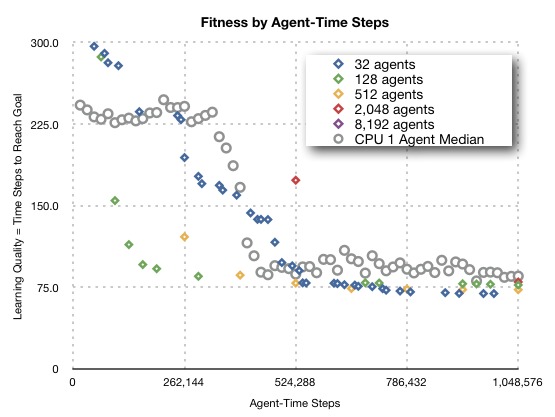 Fitness by Agent-Time Steps
300.0
225.0
150.0
75.0
0
Learning Quality = Time Steps to Reach Goal
32 agents
128 agents
512 agents
2,048 agents
8,192 agents
CPU 1 Agent Median
0
262,144
524,288
786,432
1,048,576
Agent-Time Steps